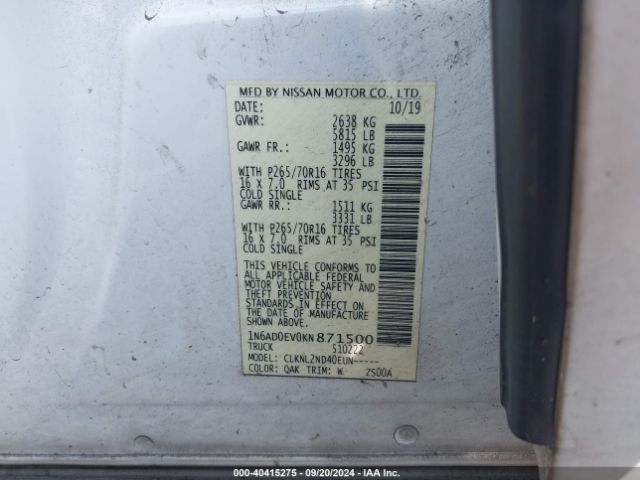 MFD BY NISSAN MOTOR CO., LTD.
DATE: 10/19
GVWR: 2638 KG
5815 LB
GAWR FR.: 1495 KG
3296 LB
WITH P265/70R16 TIRES
16 X 7.0 RIMS AT 35 PSI
COLD SINGLE
GAWR RR.: 1511 KG
3331 LB
WITH P265/70R16 TIRES
16 X 7.0 RIMS AT 35 PSI
COLD SINGLE
THIS VEHICLE CONFORMS TO
ALL APPLICABLE FEDERAL
MOTOR VEHICLE SAFETY AND
THEFT PREVENTION
STANDARDS IN EFFECT ON
THE DATE OF MANUFACTURE
SHOWN ABOVE.
1N6AD0EV0KN871500
TRUCK 510222
MODEL: CLKNL2ND40EUN-----
COLOR: QAK TRIM: W ZS00A
© - 40415275 - 09/20/2024 - IAA Inc.